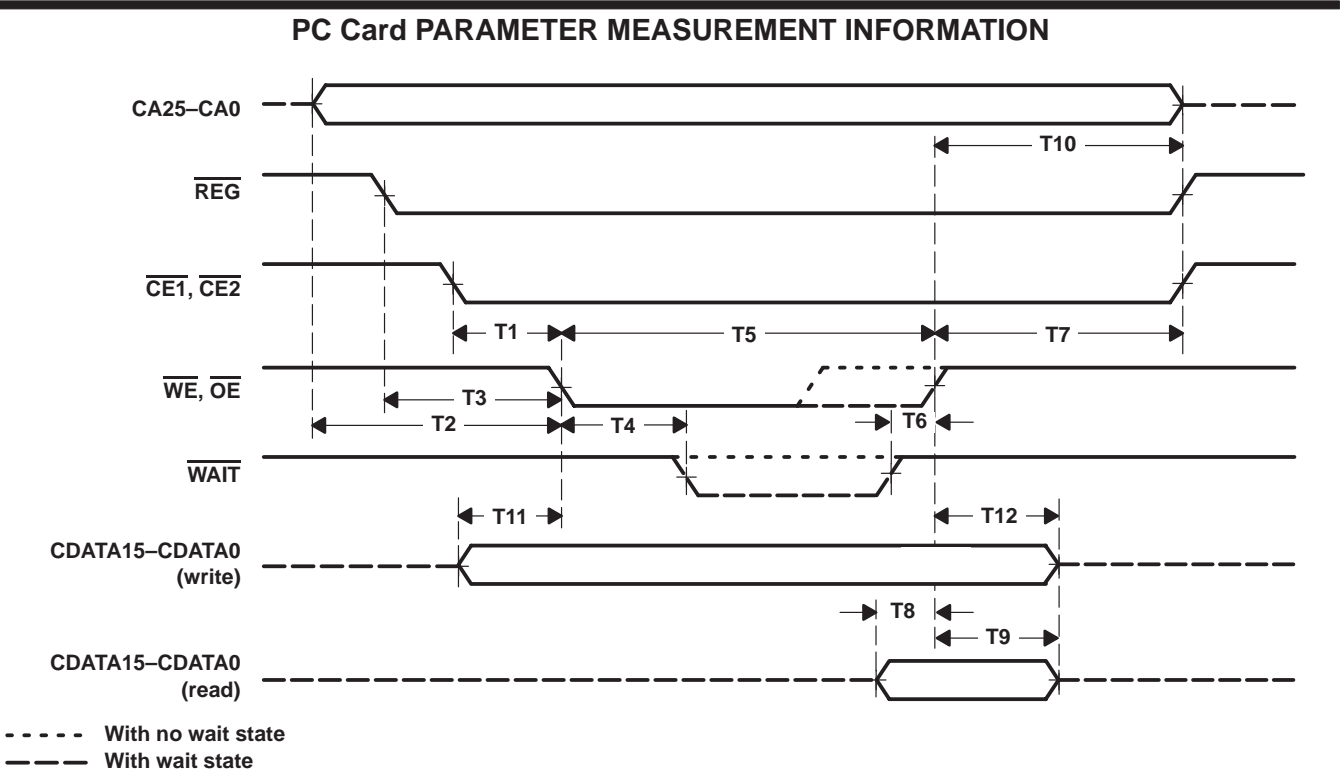 PC Card PARAMETER MEASUREMENT INFORMATION
CA25–CA0
T10
REG
CE1, CE2
T1
T5
T7
WE, OE
T3
T2
T4
T6
WAIT
T11
T12
CDATA15–CDATA0
(write)
T8
T9
CDATA15–CDATA0
(read)
With no wait state
With wait state